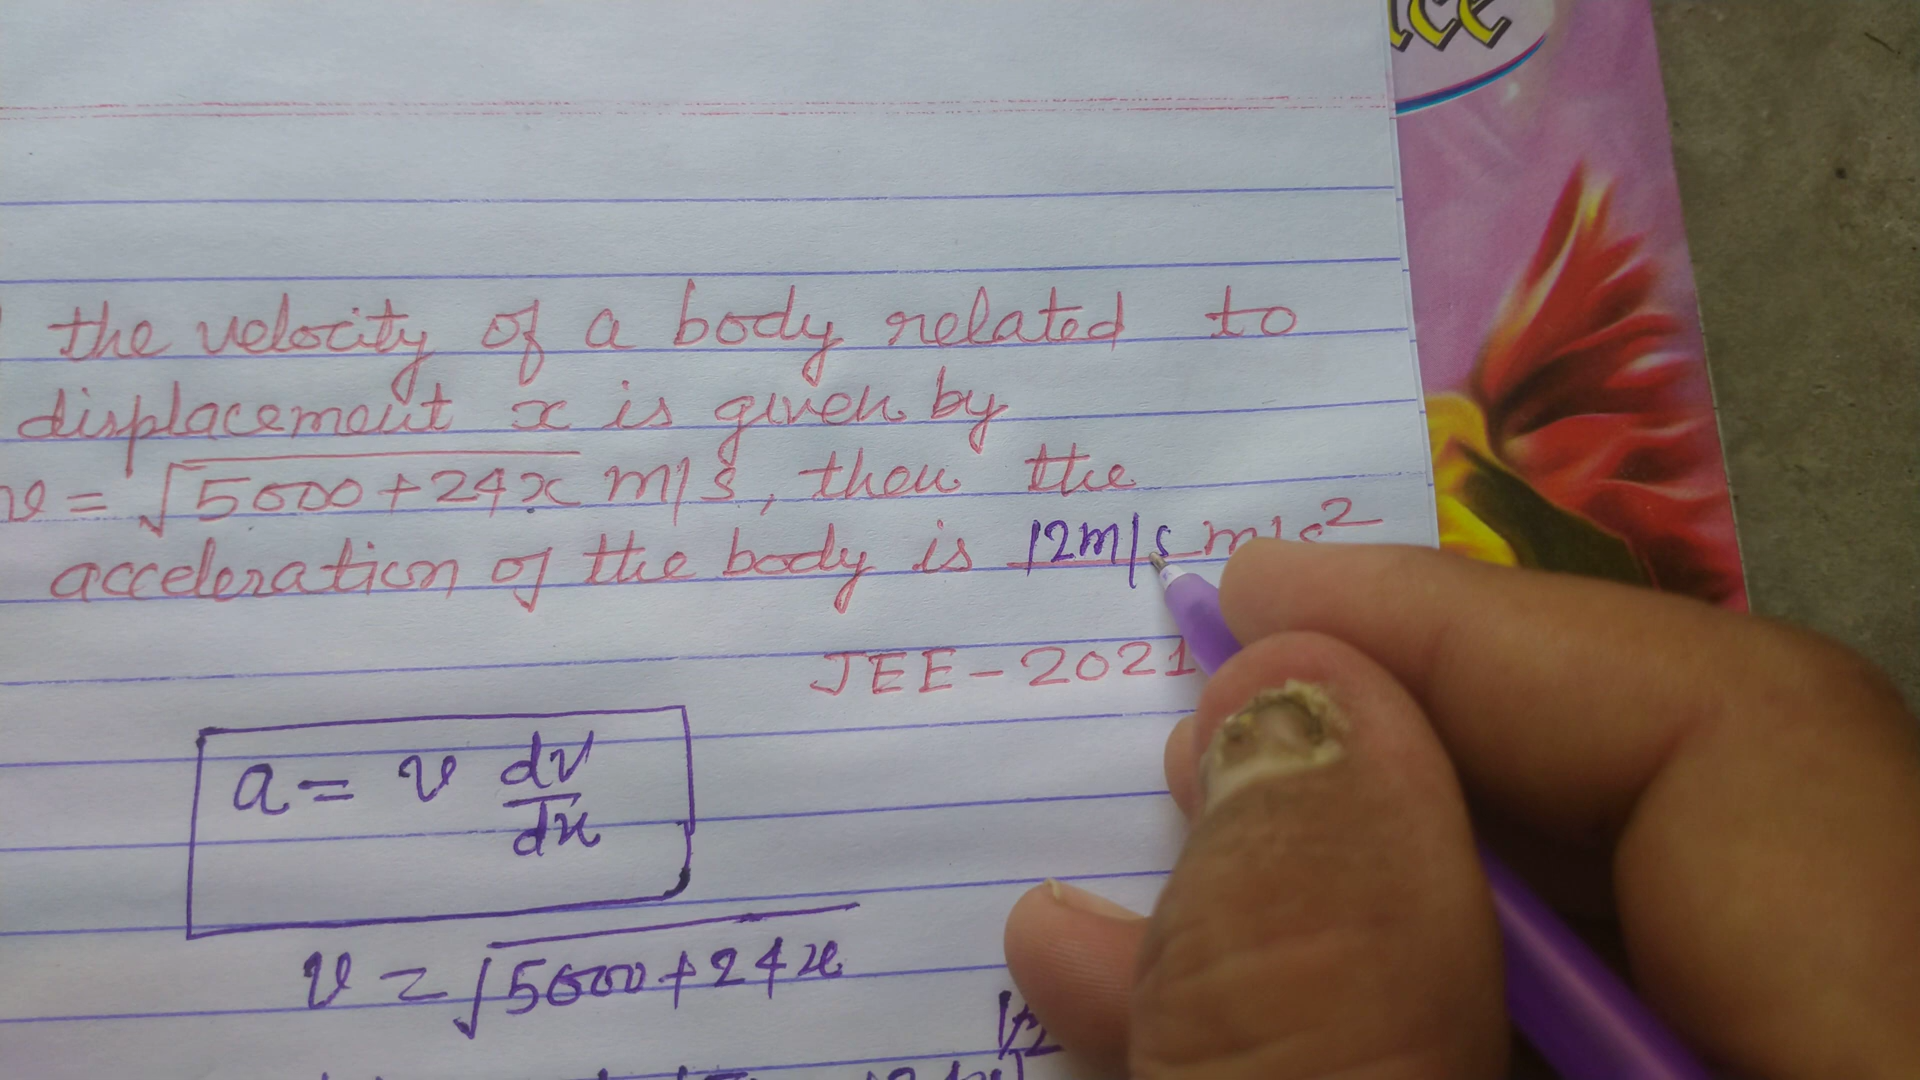 the velocity of a body related to
displacement x is given by
v = √5000+24x m/s, then the
acceleration of the body is 12m/s m/s²
JEE-2021
a = v dv/dx
v = √5000+24x